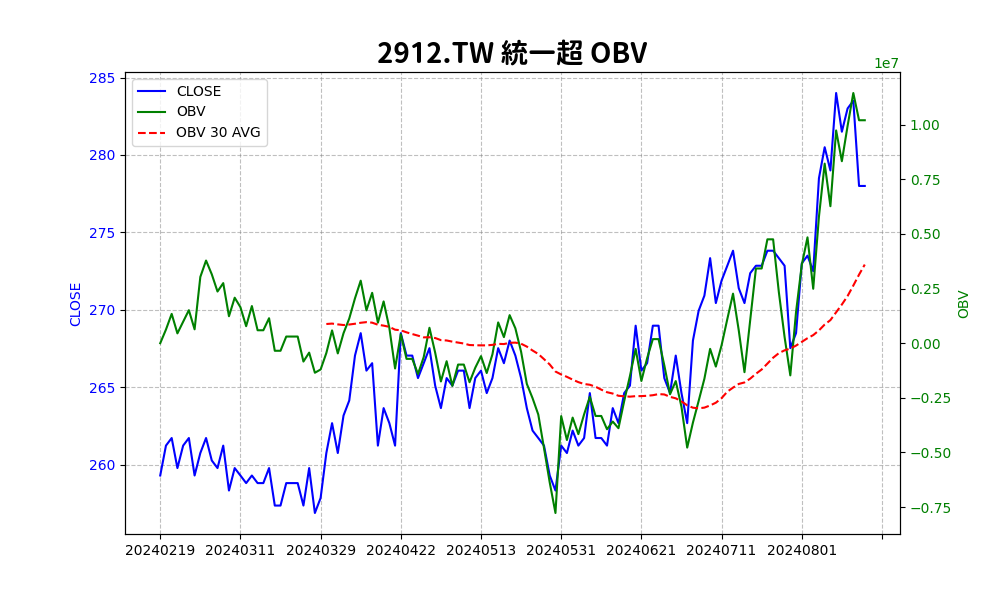 2912.TW 統一超 OBV
1e7
CLOSE
OBV
OBV 30 AVG
285
280
275
270
265
260
CLOSE
1.00
0.75
0.50
0.25
0.00
−0.25
−0.50
−0.75
OBV
20240219 20240311 20240329 20240422 20240513 20240531 20240621 20240711 20240801